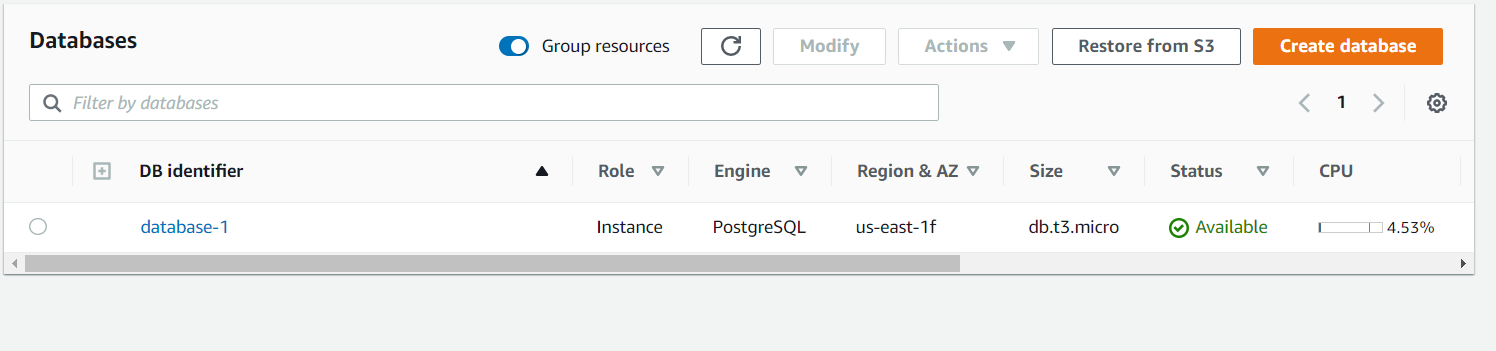 Databases
Group resources
Modify
Actions
Restore from S3
Create database
Filter by databases
1
DB identifier Role Engine Region & AZ Size Status CPU
database-1 Instance PostgreSQL us-east-1f db.t3.micro Available 4.53%